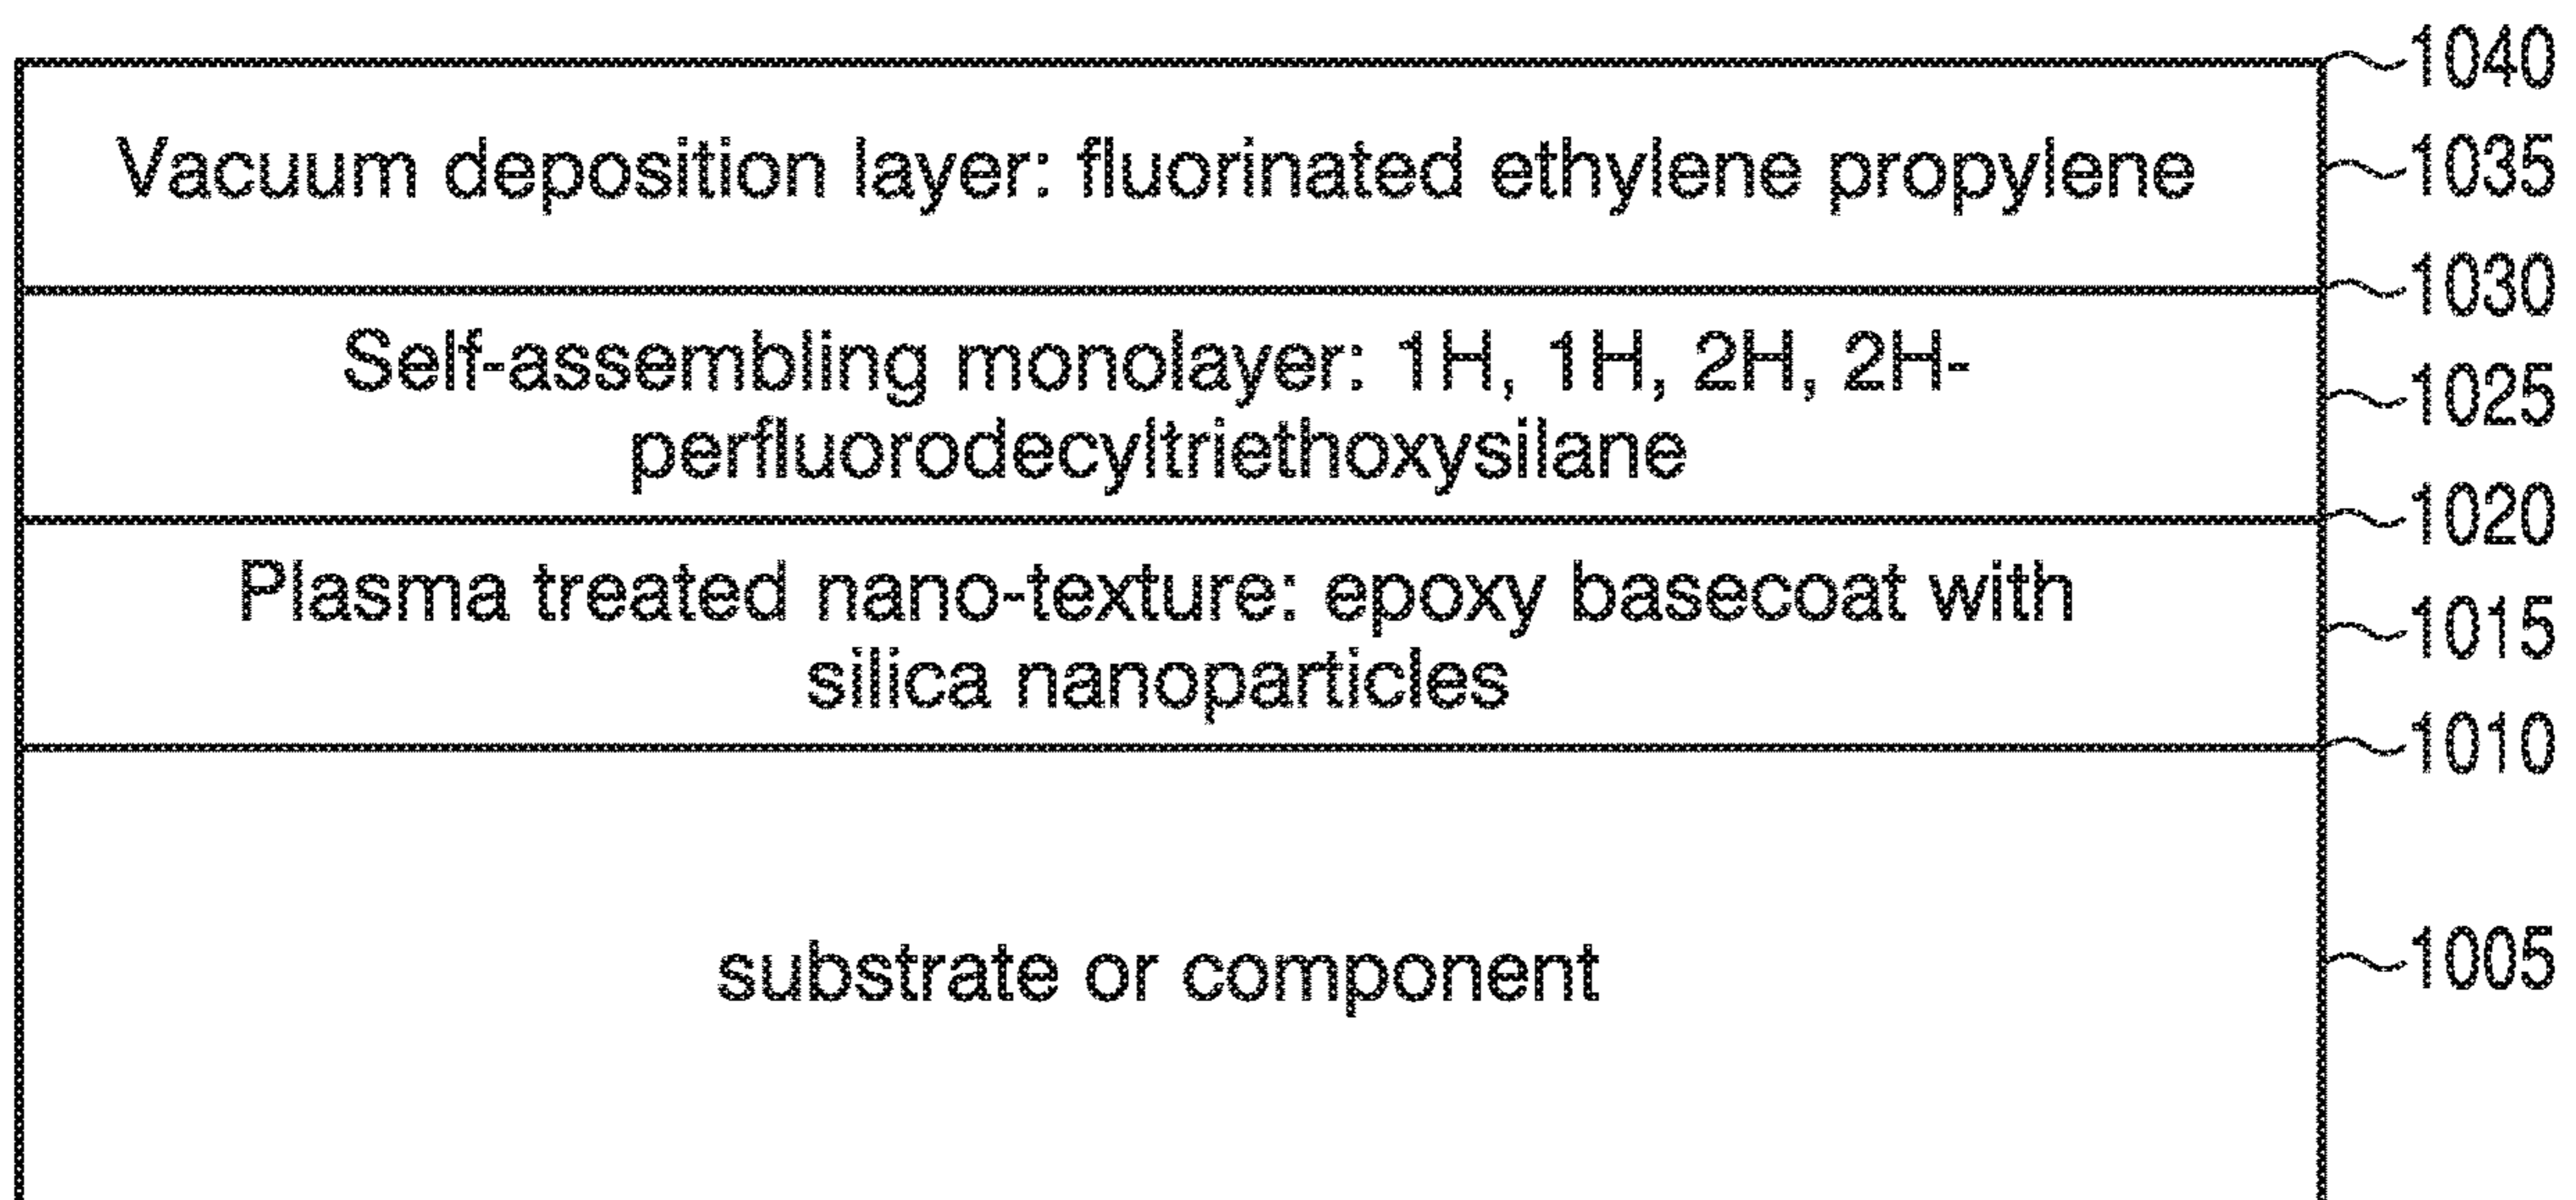 1040
Vacuum deposition layer: fluorinated ethylene propylene
1035
1030
Self-assembling monolayer: 1H, 1H, 2H, 2H-
perfluorodecyltriethoxysilane
1025
1020
Plasma treated nano-texture: epoxy basecoat with
silica nanoparticles
1015
1010
substrate or component
1005